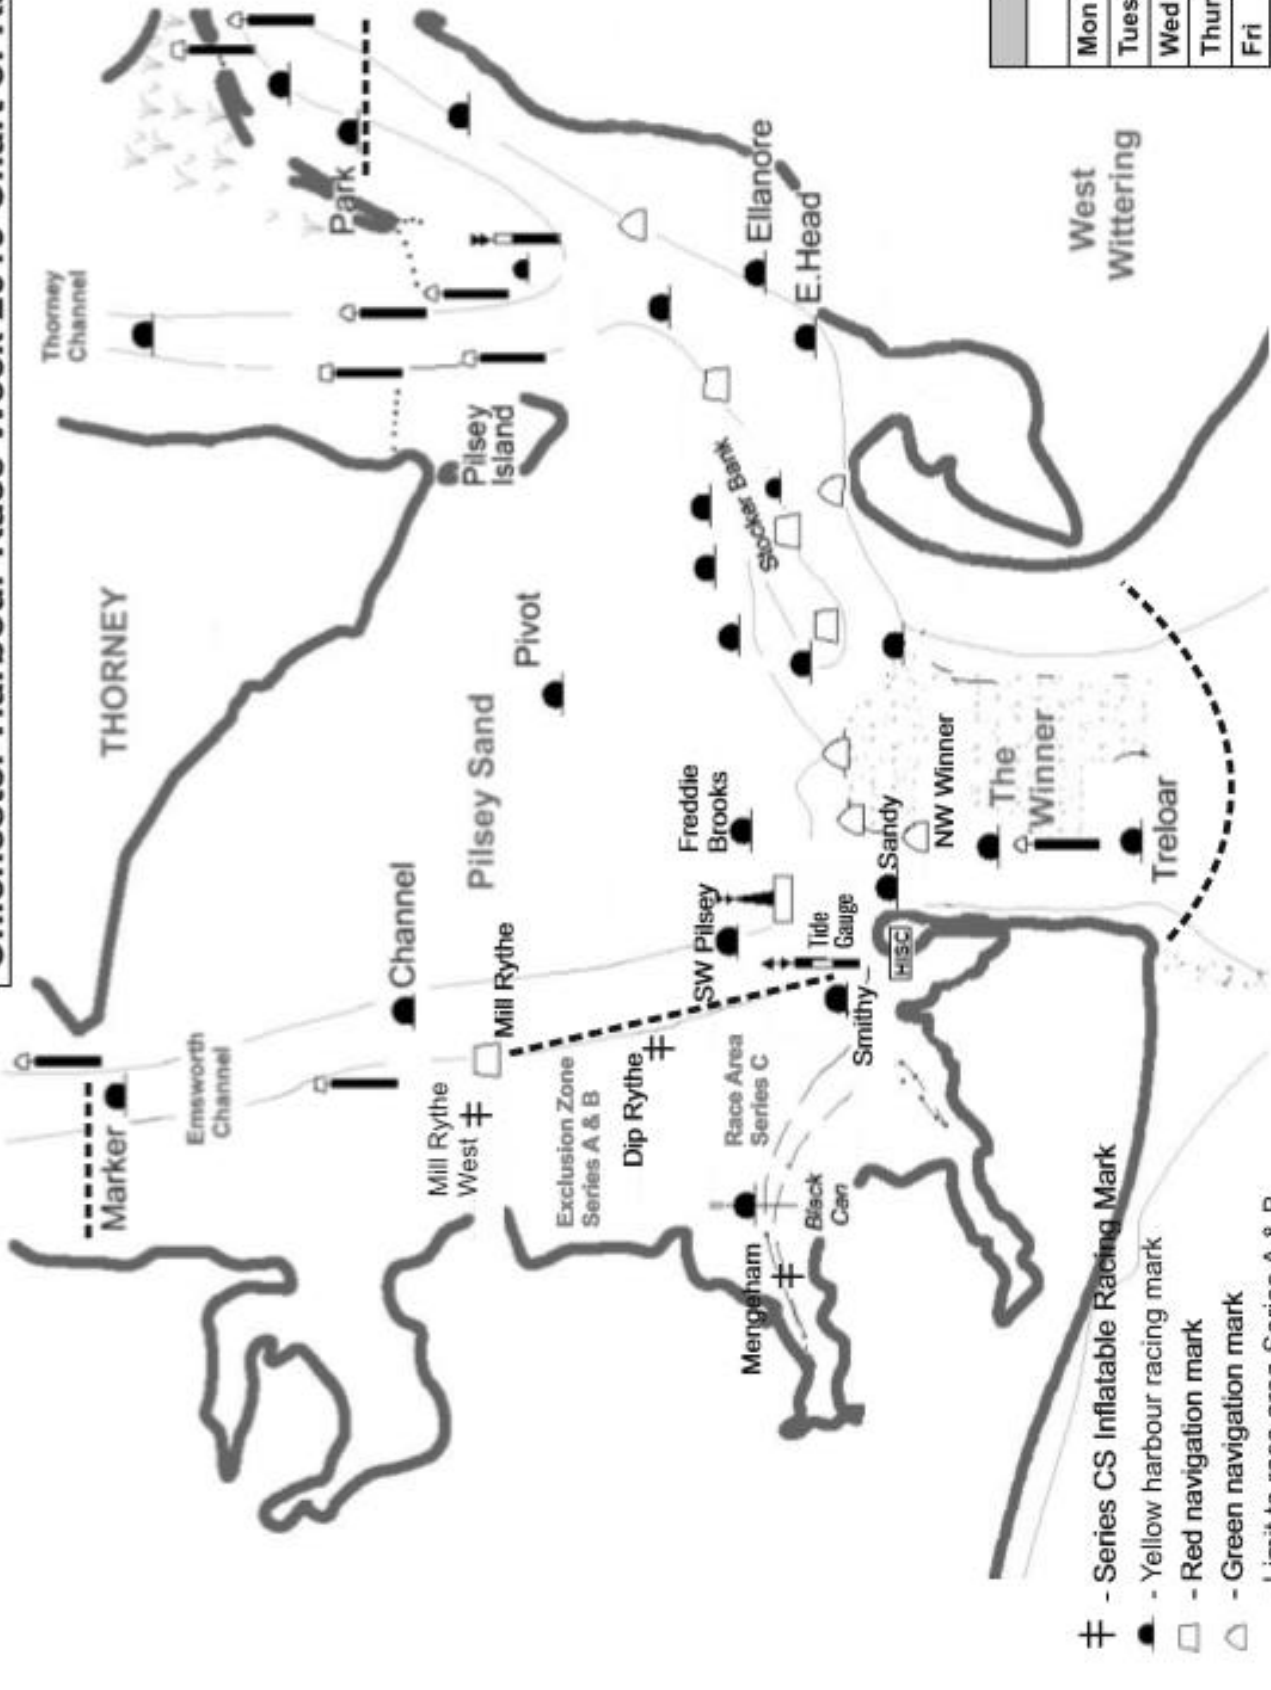 Thorney
Channel
THORNEY
Park
Pilsey
Island
Marker
Emsworth
Channel
Channel
Pilsey Sand
Pivot
Mill Rythe
Mill Rythe
West
Exclusion Zone
Series A & B
Dip Rythe
Race Area
Series C
SW Pilsey
Freddie
Brooks
Stocker Bank
Ellanore
E.Head
West
Wittering
Tide
Gauge
Smithy
HISC
Sandy
NW Winner
The
Winner
Treloar
Black
Can
Mengeham
- Series CS Inflatable Racing Mark
- Yellow harbour racing mark
- Red navigation mark
- Green navigation mark
Mon
Tues
Wed
Thur
Fri